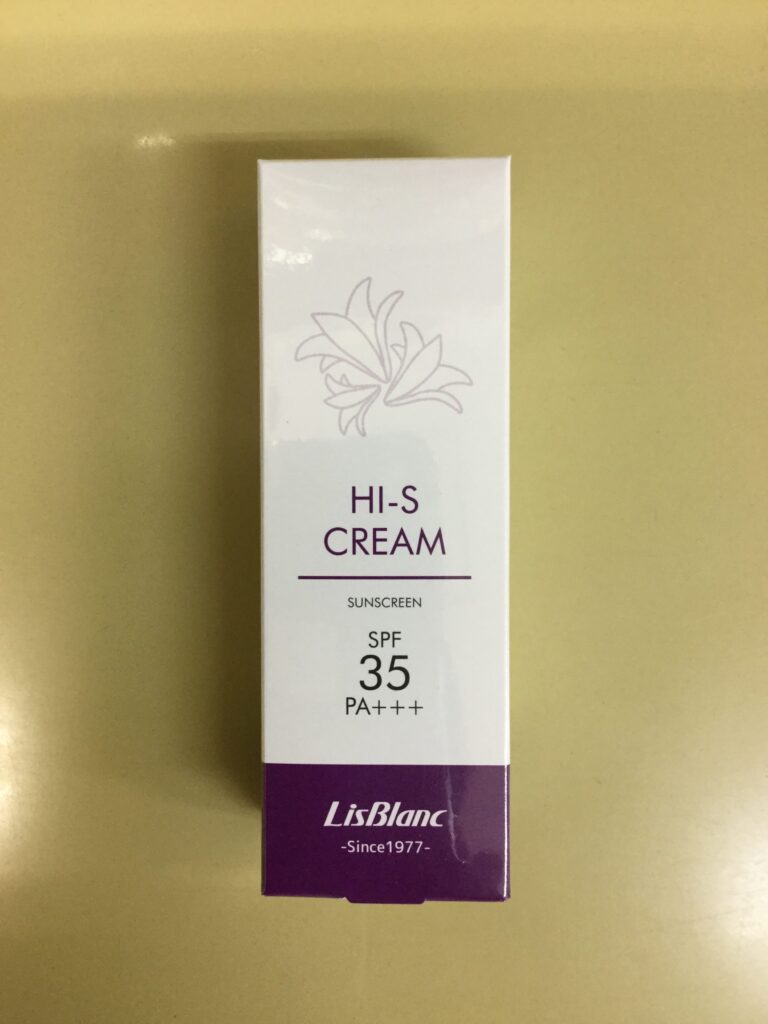 HI-S
CREAM
SUNSCREEN
SPF
35
PA+++
LisBlanc
-Since1977-